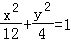 x²/12 + y²/4 = 1